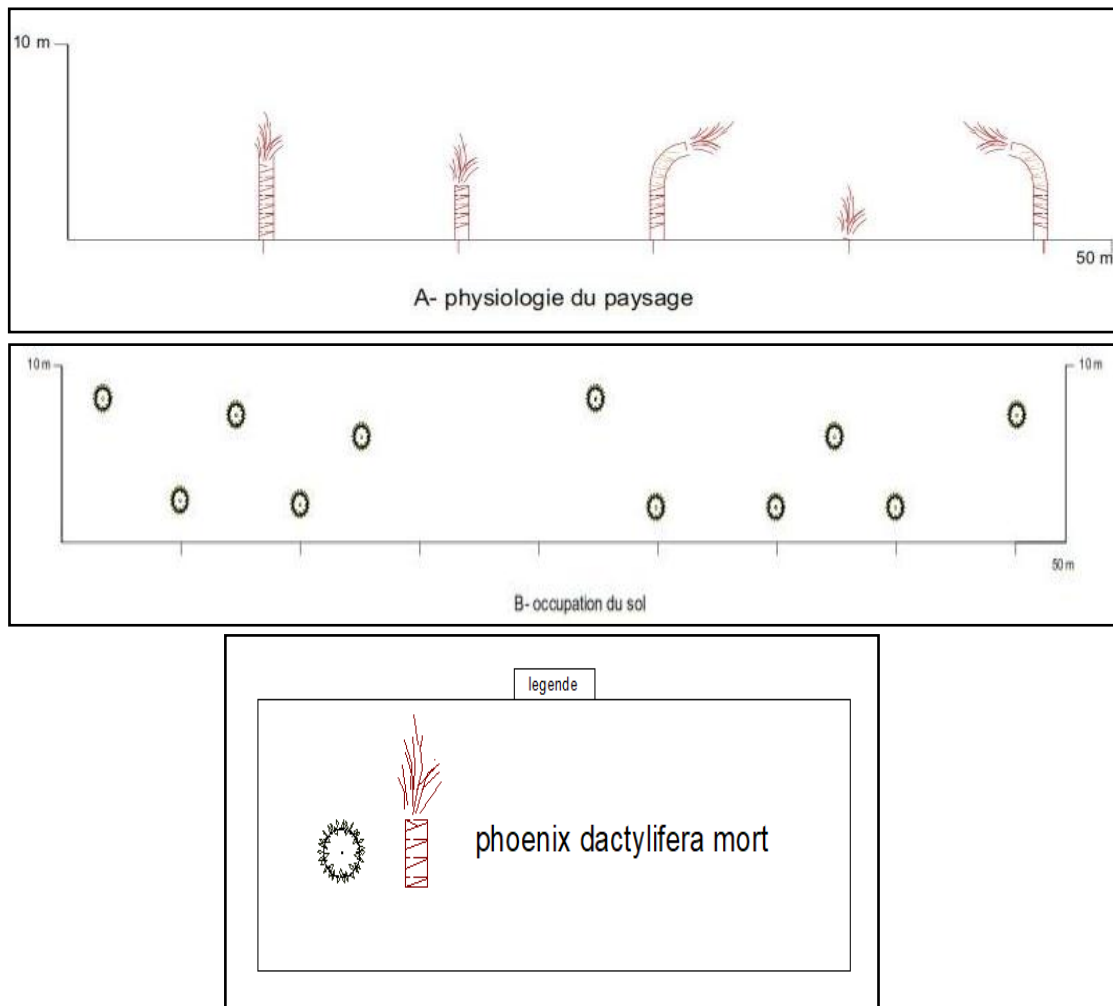 10 m
50 m
A- physiologie du paysage
10 m
10 m
50 m
B- occupation du sol
legende
phoenix dactylifera mort